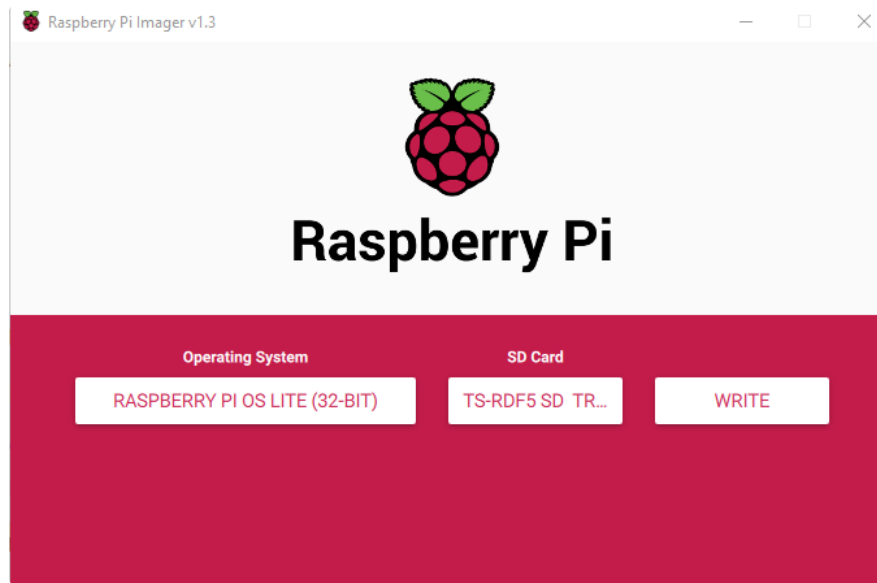 Raspberry Pi Imager v1.3
Raspberry Pi
Operating System
SD Card
RASPBERRY PI OS LITE (32-BIT)
TS-RDF5 SD TR...
WRITE